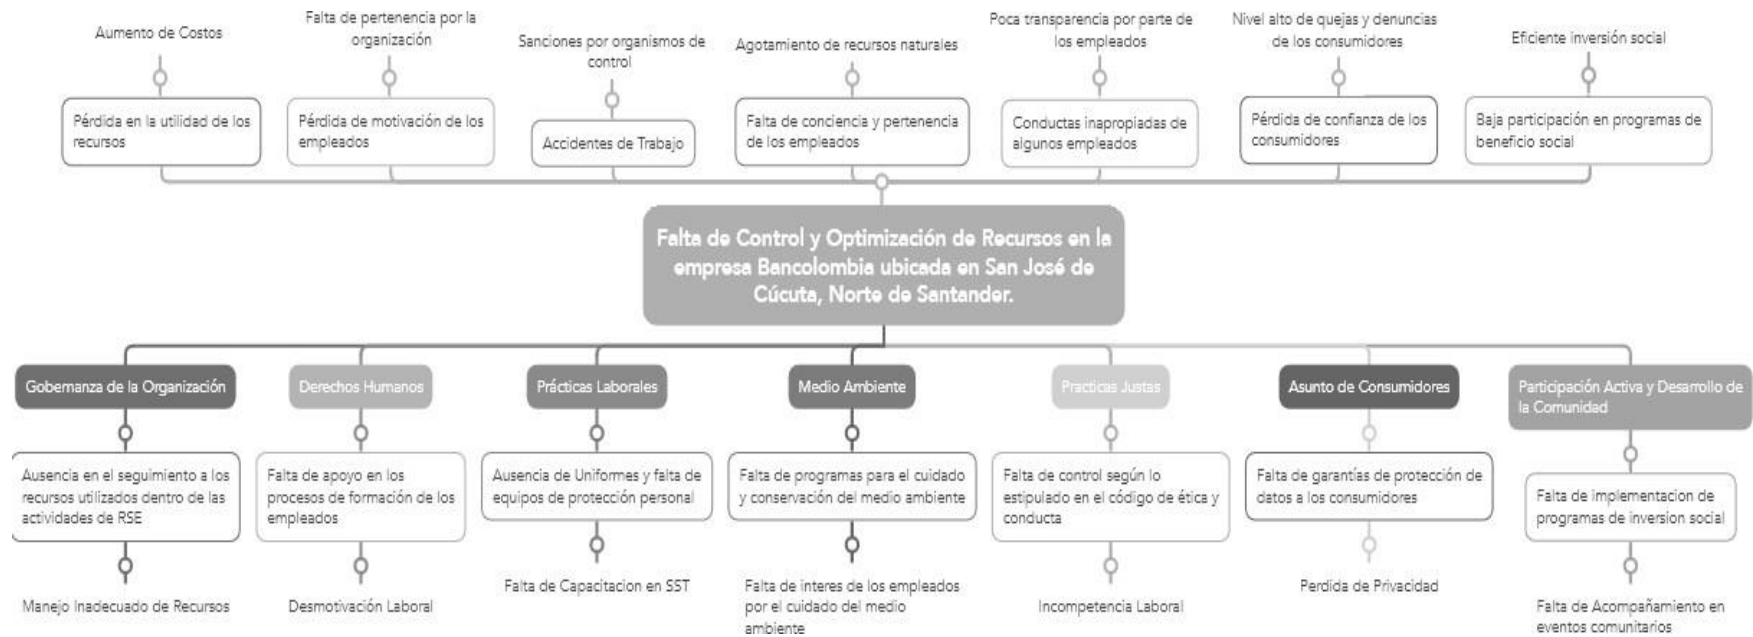 Aumento de Costos
Falta de pertenencia por la
organización
Sanciones por organismos de
control
Agotamiento de recursos naturales
Poca transparencia por parte de
los empleados
Nivel alto de quejas y denuncias
de los consumidores
Eficiente inversión social
Pérdida en la utilidad de los
recursos
Pérdida de motivación de los
empleados
Accidentes de Trabajo
Falta de conciencia y pertenencia
de los empleados
Conductas inapropiadas de
algunos empleados
Pérdida de confianza de los
consumidores
Baja participación en programas de
beneficio social
Falta de Control y Optimización de Recursos en la
empresa Bancolombia ubicada en San José de
Cúcuta, Norte de Santander.
Gobernanza de la Organización
Derechos Humanos
Prácticas Laborales
Medio Ambiente
Practicas Justas
Asunto de Consumidores
Participación Activa y Desarrollo de
la Comunidad
Ausencia en el seguimiento a los
recursos utilizados dentro de las
actividades de RSE
Falta de apoyo en los
procesos de formación de los
empleados
Ausencia de Uniformes y falta de
equipos de protección personal
Falta de programas para el cuidado
y conservación del medio ambiente
Falta de control según lo
estipulado en el código de ética y
conducta
Falta de garantías de protección de
datos a los consumidores
Falta de implementacion de
programas de inversion social
Manejo Inadecuado de Recursos
Desmotivación Laboral
Falta de Capacitacion en SST
Falta de interes de los empleados
por el cuidado del medio
ambiente
Incompetencia Laboral
Perdida de Privacidad
Falta de Acompañamiento en
eventos comunitarios